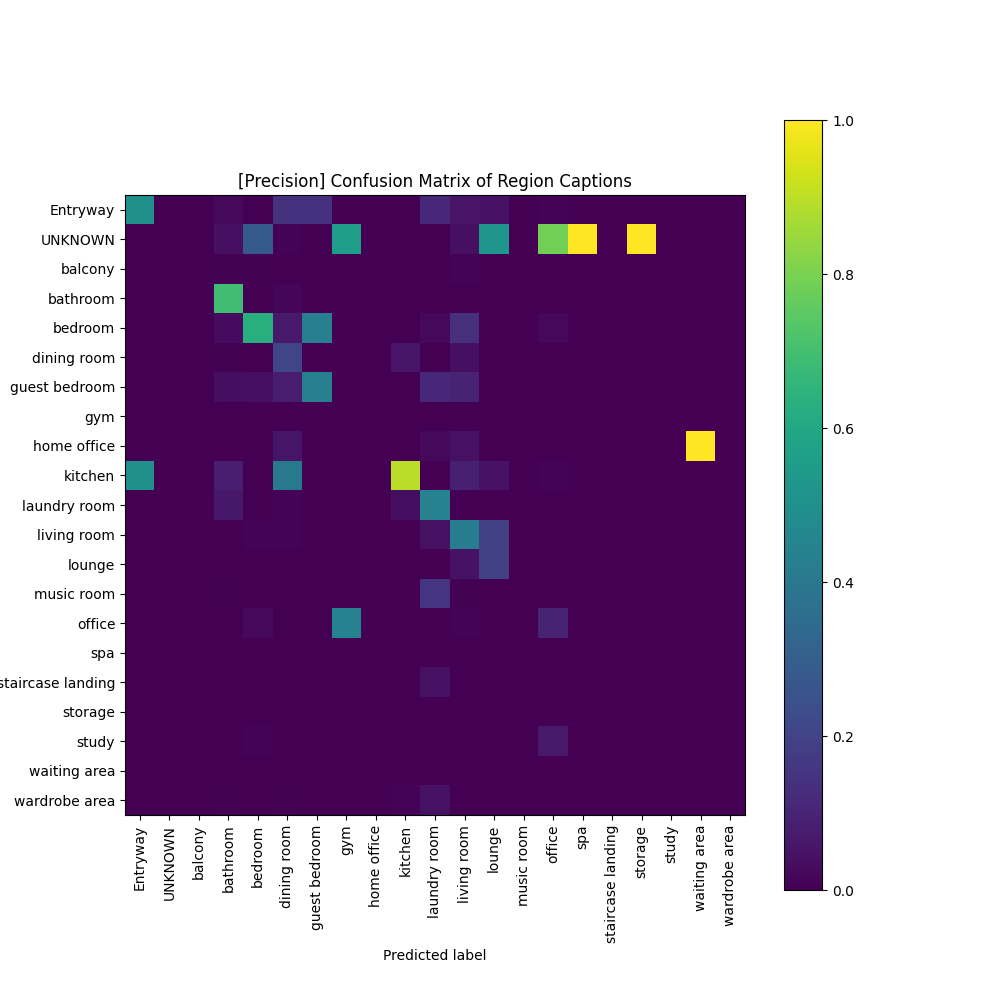 [Precision] Confusion Matrix of Region Captions
Entryway
UNKNOWN
balcony
bathroom
bedroom
dining room
guest bedroom
gym
home office
kitchen
laundry room
living room
lounge
music room
office
spa
staircase landing
storage
study
waiting area
wardrobe area
Entryway
UNKNOWN
balcony
bathroom
bedroom
dining room
guest bedroom
gym
home office
kitchen
laundry room
living room
lounge
music room
office
spa
staircase landing
storage
study
waiting area
wardrobe area
Predicted label
1.0
0.8
0.6
0.4
0.2
0.0